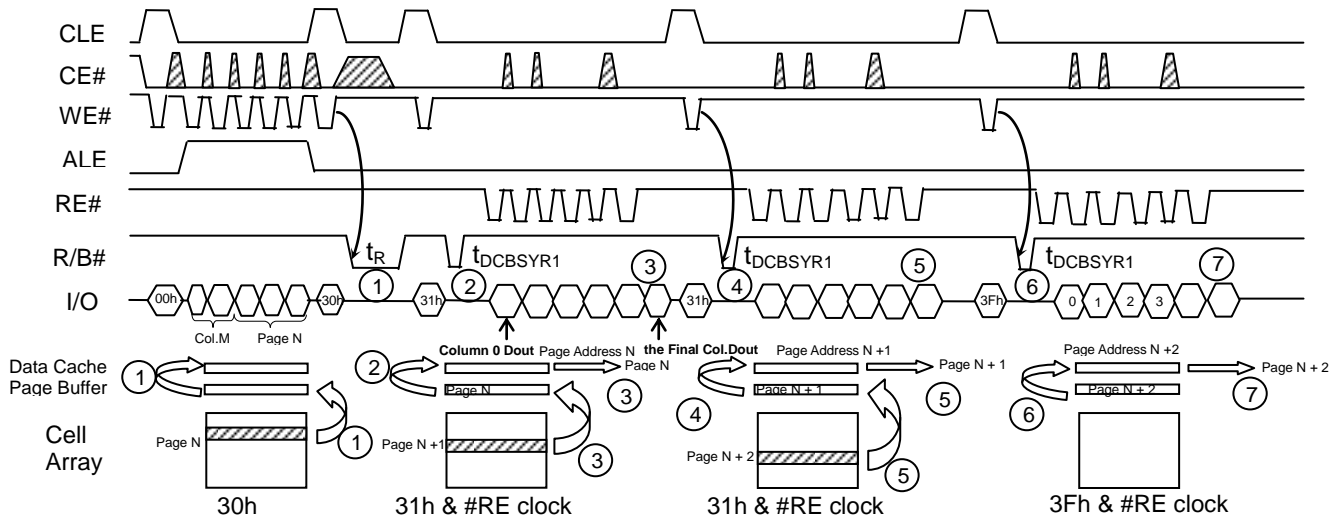 CLE
CE#
WE#
ALE
RE#
R/B#
tR
tDCBSYR1
tDCBSYR1
tDCBSYR1
I/O
00h
30h
1
31h
2
3
31h
4
5
3Fh
6
0
1
2
3
7
Col.M
Page N
Column 0 Dout
Page Address N
the Final Col.Dout
Page Address N +1
Page Address N +2
Data Cache
Page Buffer
1
2
Page N
Page N
3
4
Page N + 1
Page N + 1
5
6
Page N + 2
Page N + 2
7
Cell
Array
Page N
1
Page N +1
3
Page N + 2
5
30h
31h & #RE clock
31h & #RE clock
3Fh & #RE clock